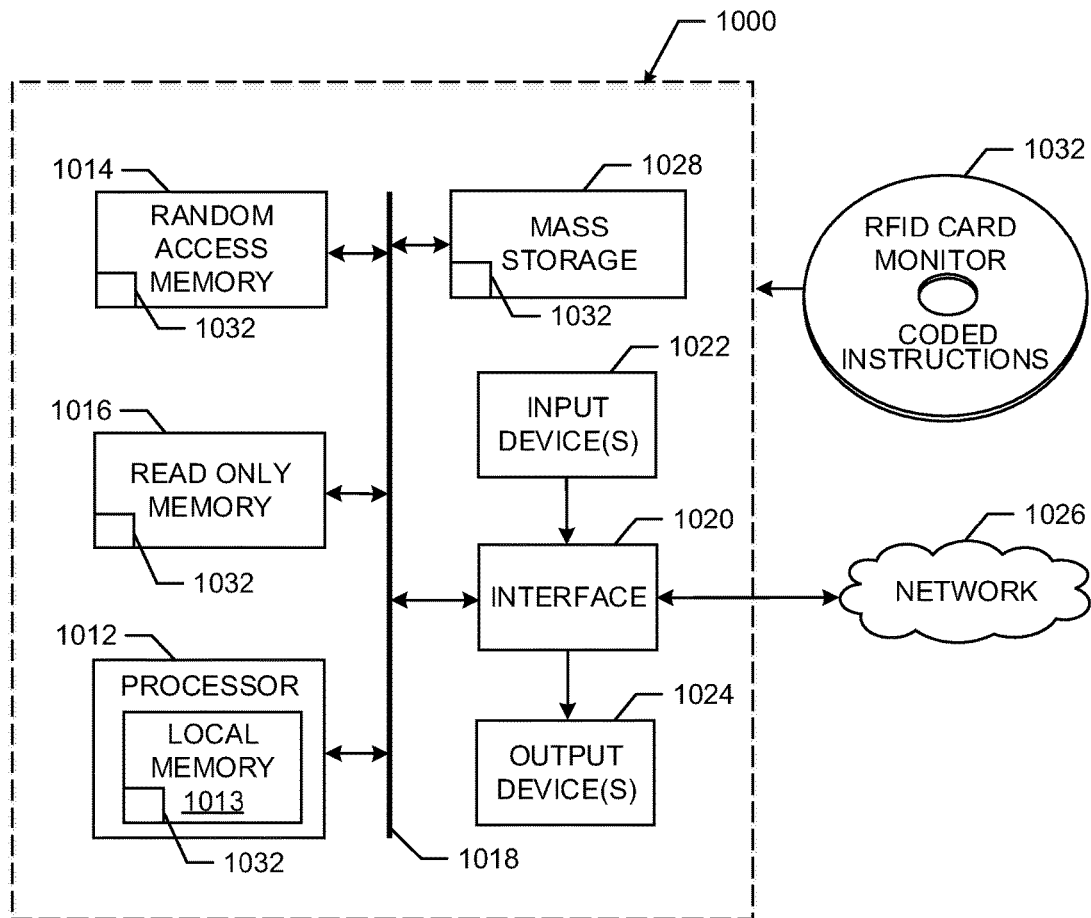 1000
1014
RANDOM
ACCESS
MEMORY
1032
1028
MASS
STORAGE
1032
1032
RFID CARD
MONITOR
CODED
INSTRUCTIONS
1022
INPUT
DEVICE(S)
1016
READ ONLY
MEMORY
1032
1020
INTERFACE
1026
NETWORK
1012
PROCESSOR
LOCAL
MEMORY
1013
1032
1024
OUTPUT
DEVICE(S)
1018